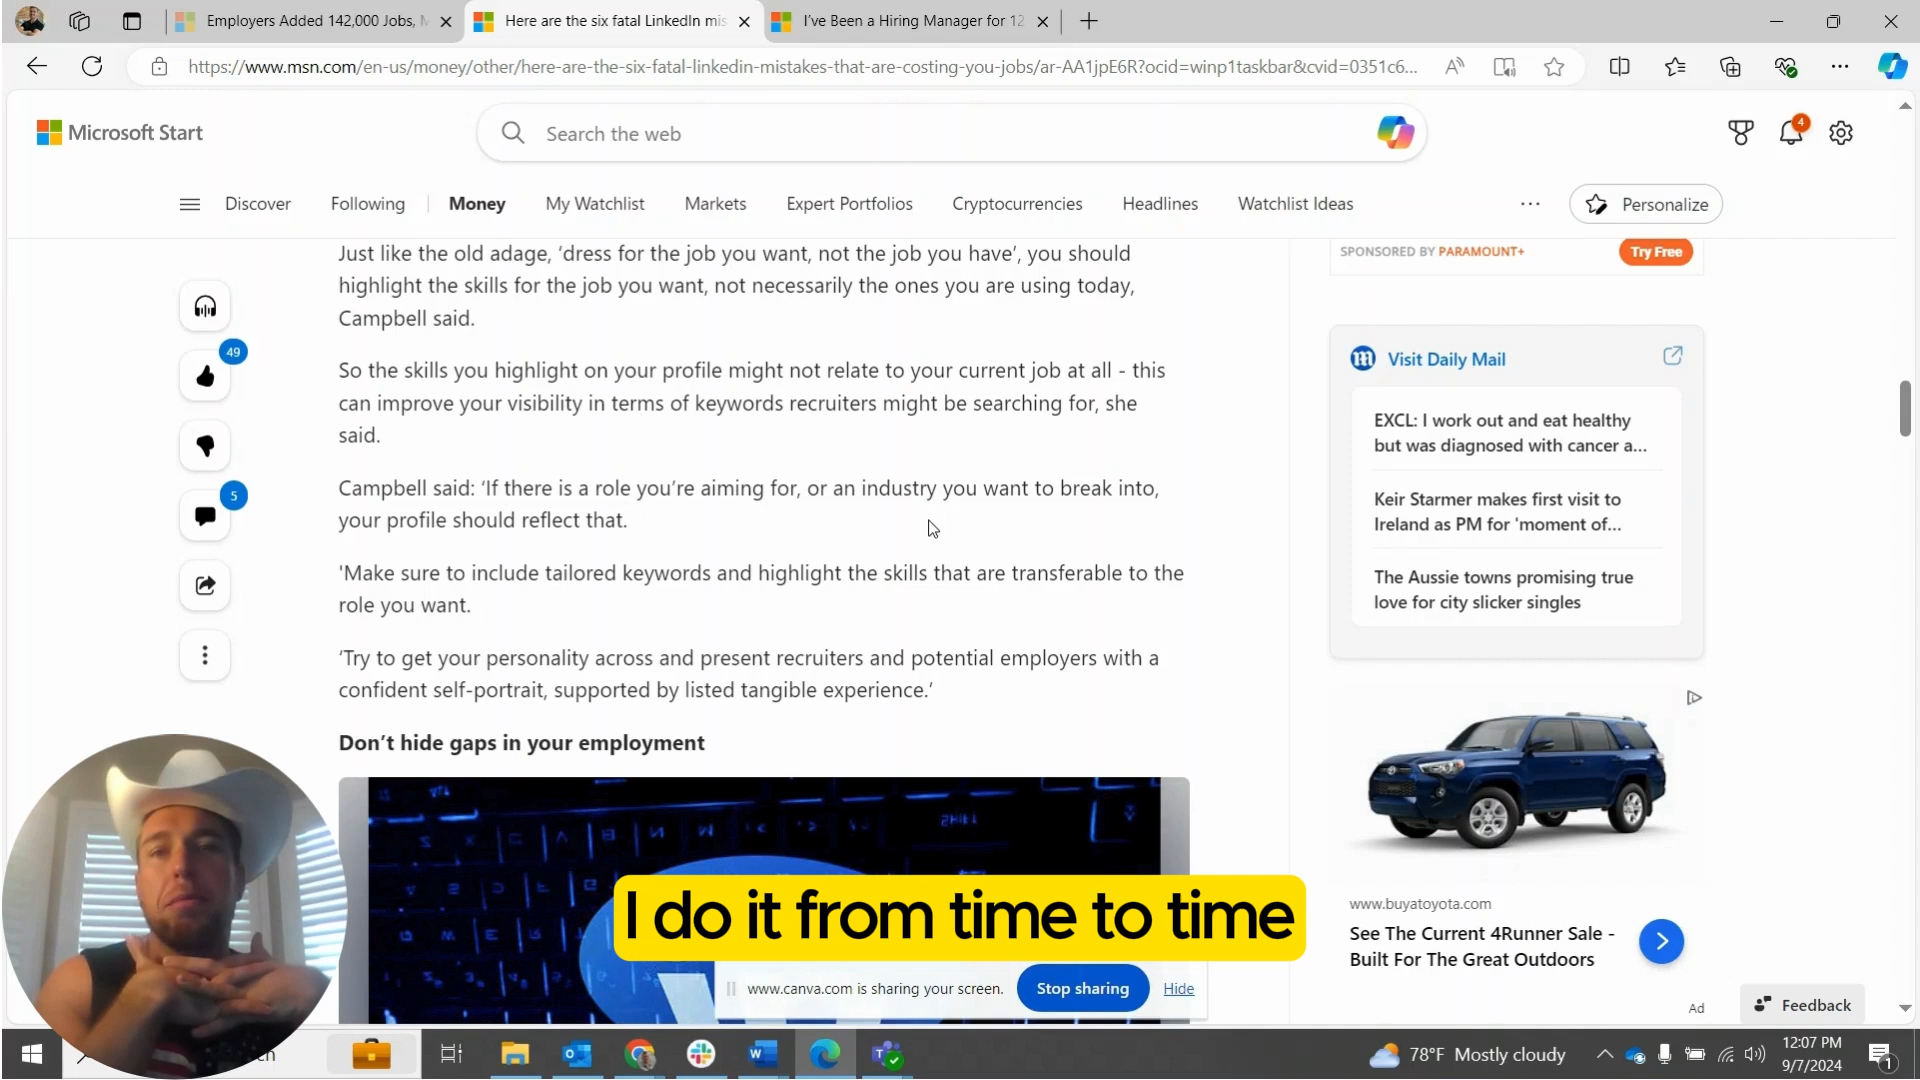 Employers Added 142,000 Jobs, M
Here are the six fatal LinkedIn mis
I've Been a Hiring Manager for 12
https://www.msn.com/en-us/money/other/here-are-the-six-fatal-linkedin-mistakes-that-are-costing-you-jobs/ar-AA1jpE6R?ocid=winp1taskbar&cvid=0351c6...
Microsoft Start
Search the web
4
Discover
Following
Money
My Watchlist
Markets
Expert Portfolios
Cryptocurrencies
Headlines
Watchlist Ideas
Personalize
Just like the old adage, ‘dress for the job you want, not the job you have’, you should
highlight the skills for the job you want, not necessarily the ones you are using today,
Campbell said.
So the skills you highlight on your profile might not relate to your current job at all - this
can improve your visibility in terms of keywords recruiters might be searching for, she
said.
Campbell said: ‘If there is a role you’re aiming for, or an industry you want to break into,
your profile should reflect that.
'Make sure to include tailored keywords and highlight the skills that are transferable to the
role you want.
‘Try to get your personality across and present recruiters and potential employers with a
confident self-portrait, supported by listed tangible experience.’
Don’t hide gaps in your employment
49
5
SPONSORED BY PARAMOUNT+
Try Free
Visit Daily Mail
EXCL: I work out and eat healthy
but was diagnosed with cancer a...
Keir Starmer makes first visit to
Ireland as PM for 'moment of...
The Aussie towns promising true
love for city slicker singles
www.buyatoyota.com
See The Current 4Runner Sale -
Built For The Great Outdoors
Ad
Feedback
I do it from time to time
www.canva.com is sharing your screen.
Stop sharing
Hide
78°F Mostly cloudy
12:07 PM
9/7/2024
1